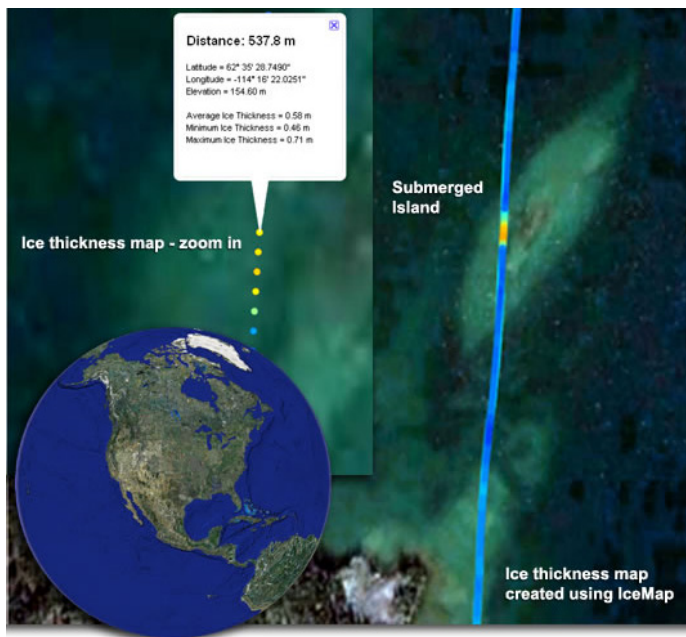 Distance: 537.8 m
Latitude = 62° 35' 28.7490"
Longitude = -114° 16' 22.0251"
Elevation = 154.60 m
Average Ice Thickness = 0.58 m
Minimum Ice Thickness = 0.46 m
Maximum Ice Thickness = 0.71 m
Ice thickness map - zoom in
Submerged
Island
Ice thickness map
created using IceMap